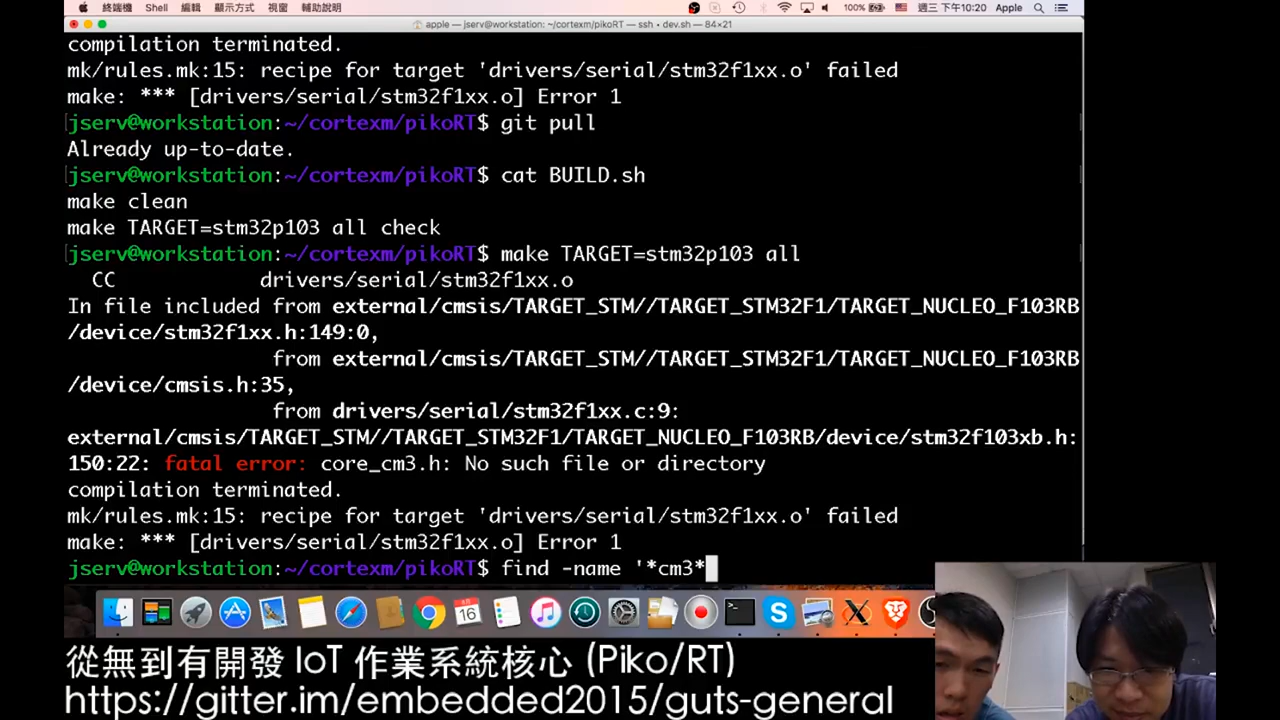 終端機 Shell 編輯 顯示方式 視窗 輔助說明 100% 週三 下午10:20 Apple
apple — jserv@workstation: ~/cortexm/pikoRT — ssh ◂ dev.sh — 84×21
compilation terminated.
mk/rules.mk:15: recipe for target 'drivers/serial/stm32f1xx.o' failed
make: *** [drivers/serial/stm32f1xx.o] Error 1
jserv@workstation:~/cortexm/pikoRT$ git pull
Already up-to-date.
jserv@workstation:~/cortexm/pikoRT$ cat BUILD.sh
make clean
make TARGET=stm32p103 all check
jserv@workstation:~/cortexm/pikoRT$ make TARGET=stm32p103 all
CC drivers/serial/stm32f1xx.o
In file included from external/cmsis/TARGET_STM//TARGET_STM32F1/TARGET_NUCLEO_F103RB
/device/stm32f1xx.h:149:0,
from external/cmsis/TARGET_STM//TARGET_STM32F1/TARGET_NUCLEO_F103RB
/device/cmsis.h:35,
from drivers/serial/stm32f1xx.c:9:
external/cmsis/TARGET_STM//TARGET_STM32F1/TARGET_NUCLEO_F103RB/device/stm32f103xb.h:
150:22: fatal error: core_cm3.h: No such file or directory
compilation terminated.
mk/rules.mk:15: recipe for target 'drivers/serial/stm32f1xx.o' failed
make: *** [drivers/serial/stm32f1xx.o] Error 1
jserv@workstation:~/cortexm/pikoRT$ find -name '*cm3*
16
從無到有開發 IoT 作業系統核心 (Piko/RT)
https://gitter.im/embedded2015/guts-general